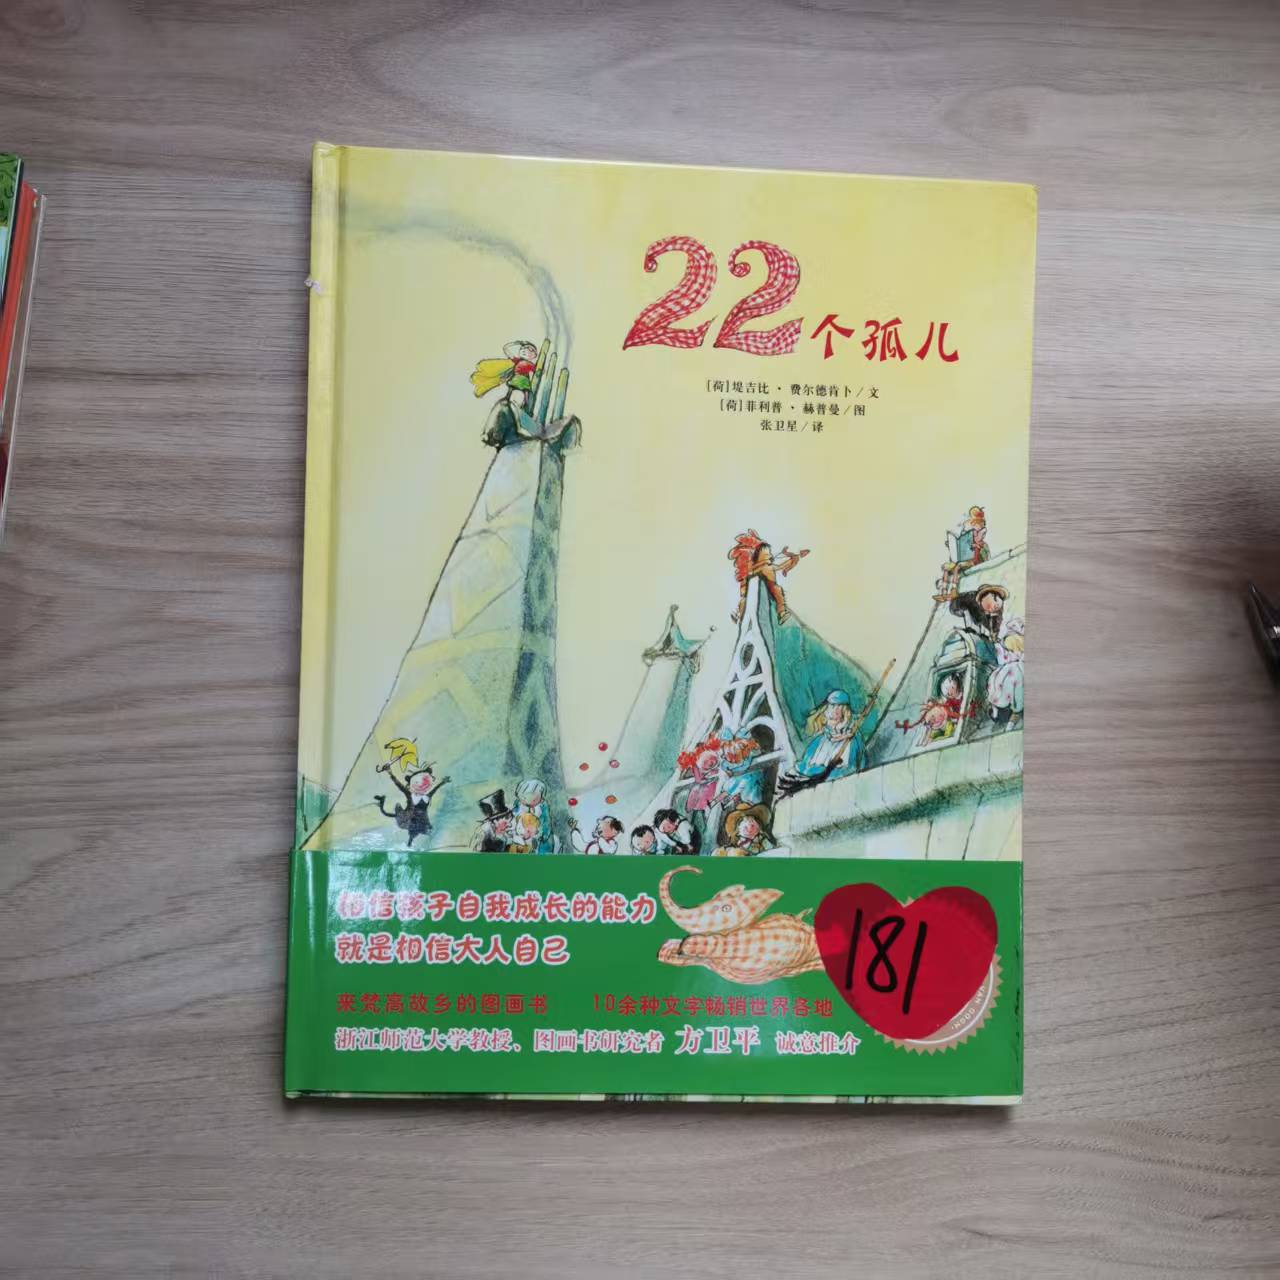 22个孤儿
[荷]堤吉比·费尔德肯卜/文
[荷]菲利普·赫普曼/图
张卫星/译
相信孩子自我成长的能力
就是相信大人自己
来梵高故乡的图画书 10余种文字畅销世界各地
浙江师范大学教授、图画书研究者 方卫平 诚意推介
181